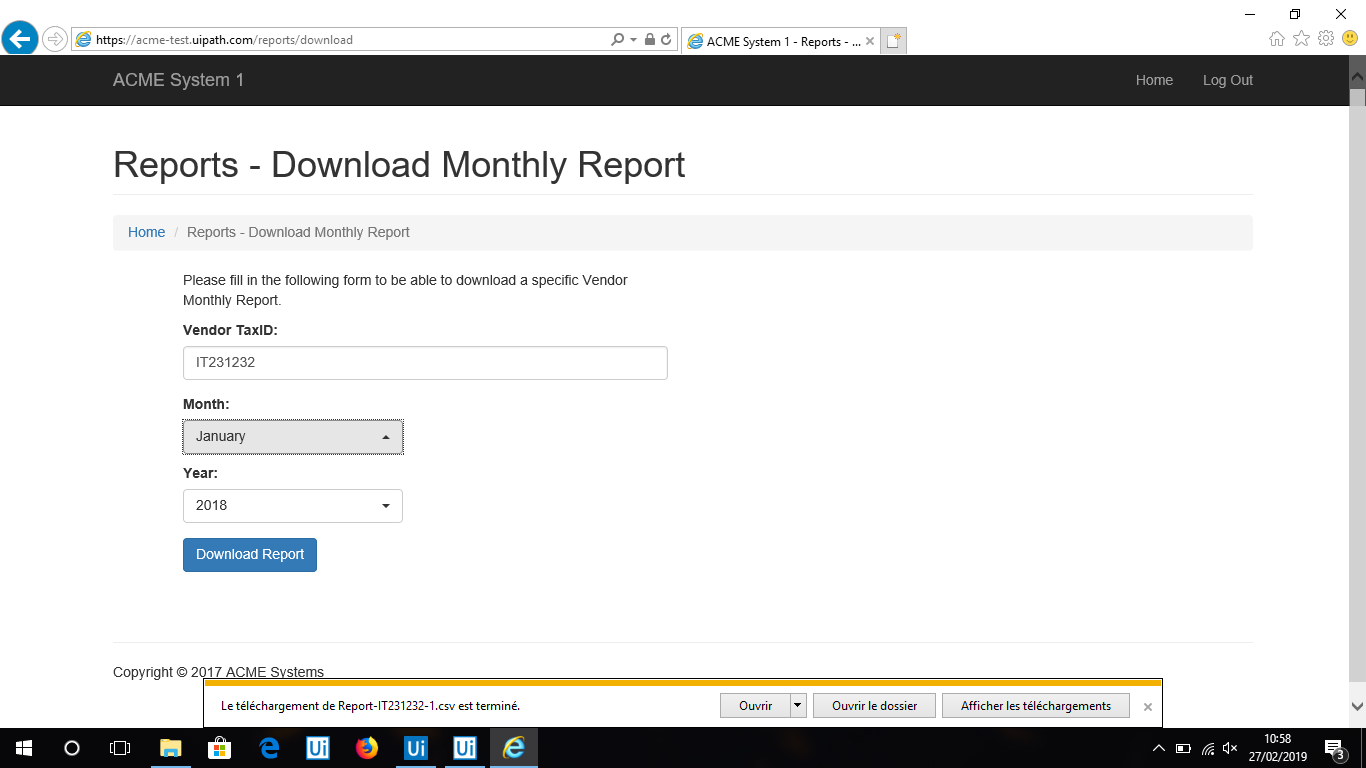 https://acme-test.uipath.com/reports/download
ACME System 1 - Reports - ...
ACME System 1
Home
Log Out
Reports - Download Monthly Report
Home / Reports - Download Monthly Report
Please fill in the following form to be able to download a specific Vendor
Monthly Report.
Vendor TaxID:
IT231232
Month:
January
Year:
2018
Download Report
Copyright © 2017 ACME Systems
Le téléchargement de Report-IT231232-1.csv est terminé.
Ouvrir
Ouvrir le dossier
Afficher les téléchargements
Ui
Ui
Ui
10:58
27/02/2019
3